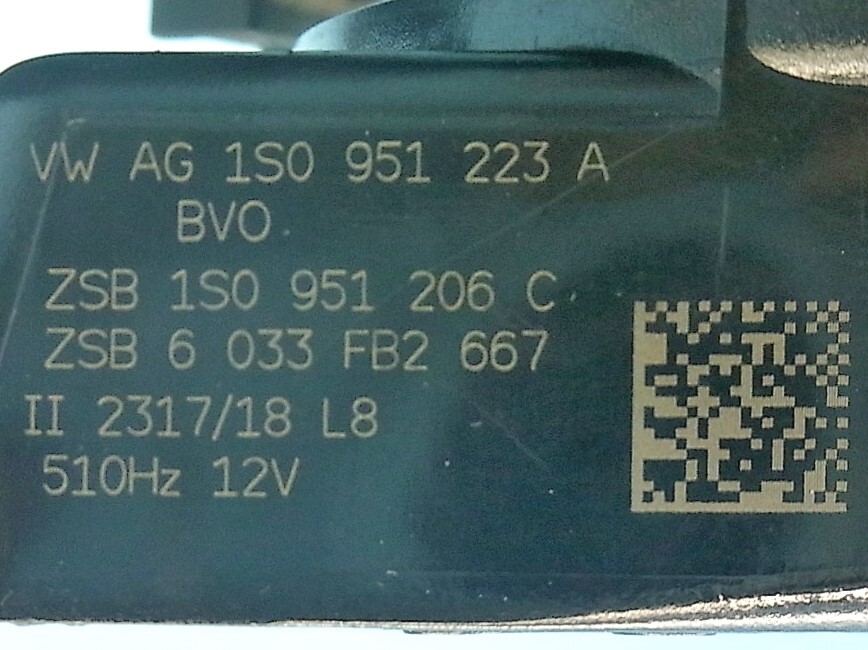 VW AG 1S0 951 223 A
BVO
ZSB 1S0 951 206 C
ZSB 6 033 FB2 667
II 2317/18 L8
510Hz 12V